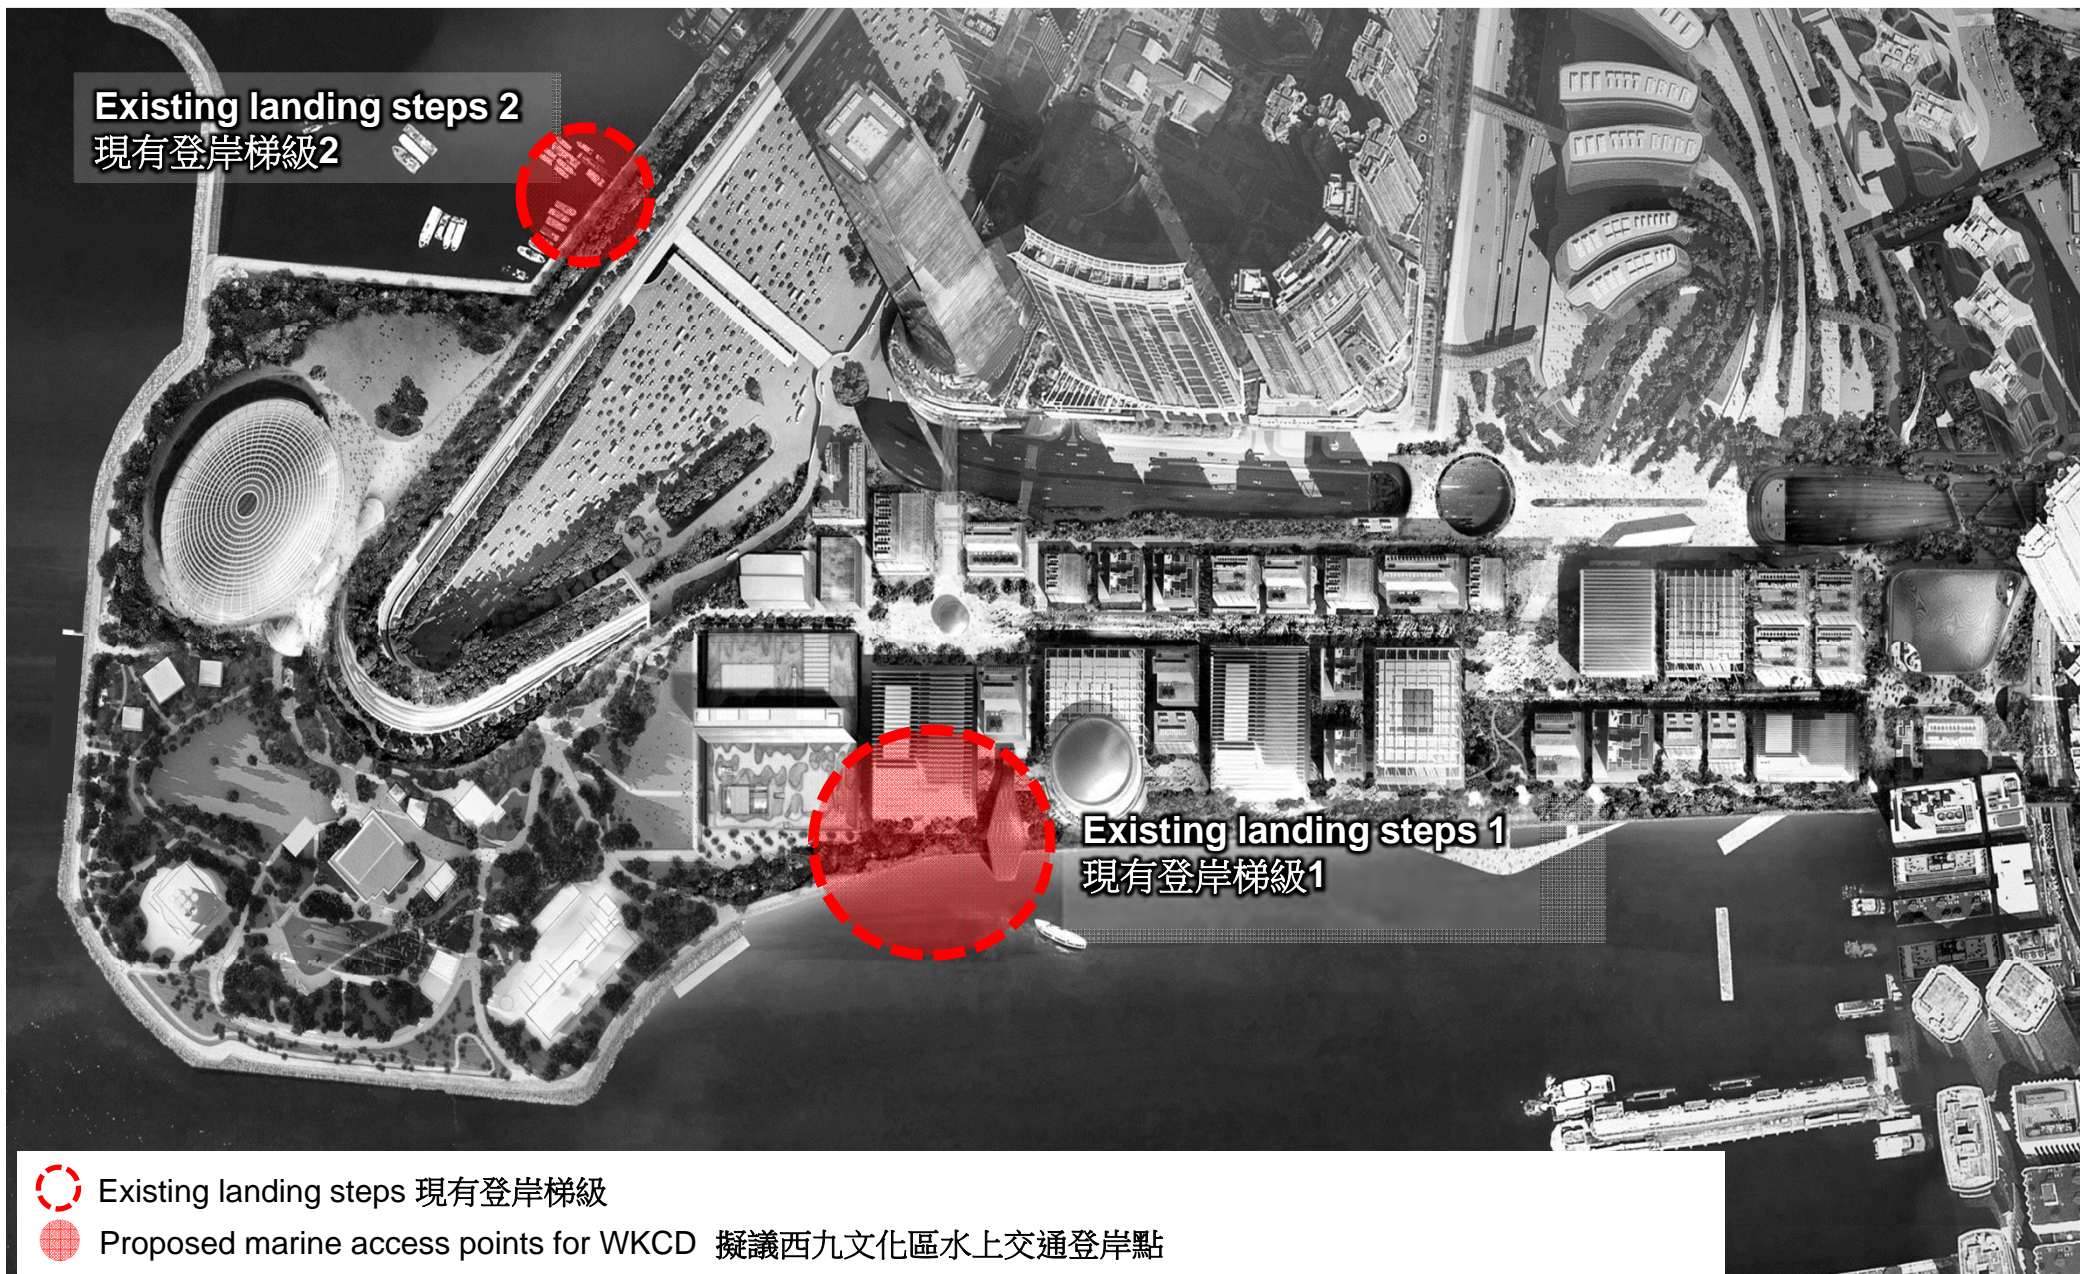 Existing landing steps 2
現有登岸梯級2
Existing landing steps 1
現有登岸梯級1
Existing landing steps 現有登岸梯級
Proposed marine access points for WKCD 擬議西九文化區水上交通登岸點